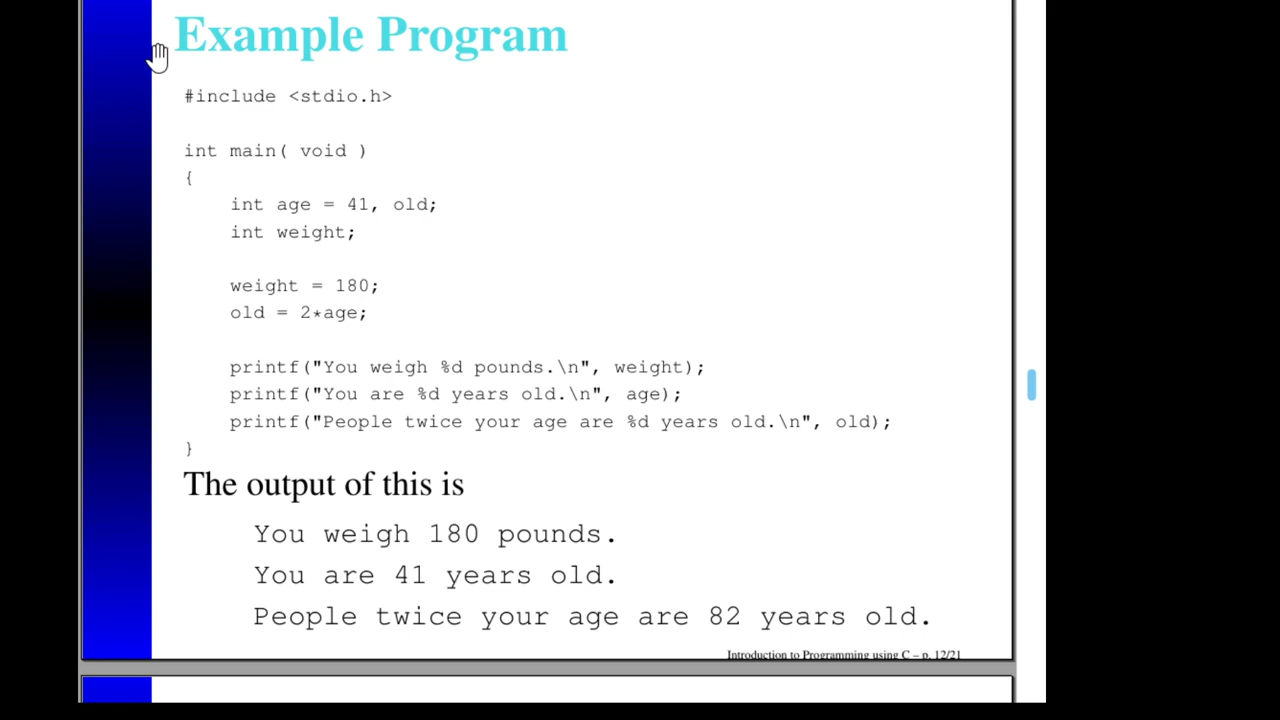 Example Program
#include <stdio.h>
int main( void )
{
int age = 41, old;
int weight;
weight = 180;
old = 2*age;
printf("You weigh %d pounds.\n", weight);
printf("You are %d years old.\n", age);
printf("People twice your age are %d years old.\n", old);
}
The output of this is
You weigh 180 pounds.
You are 41 years old.
People twice your age are 82 years old.
Introduction to Programming using C – p. 12/21